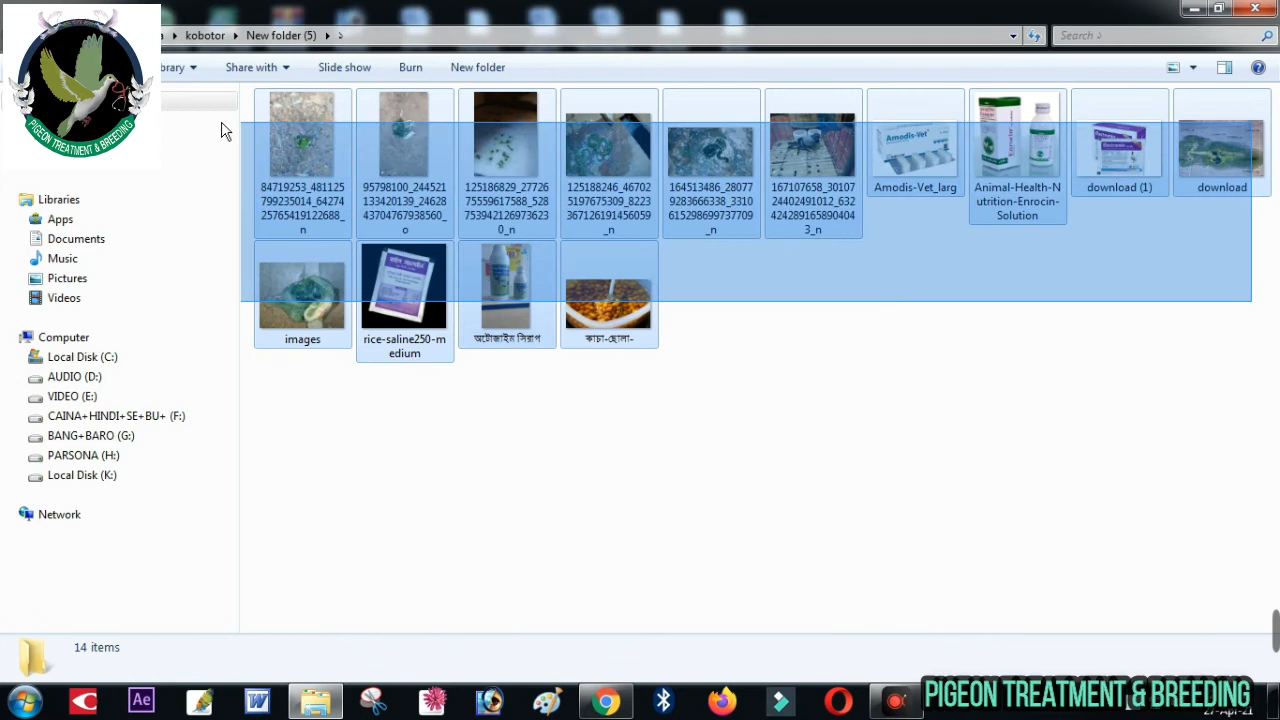 kobotor
New folder (5)
Search
Share with
Slide show
Burn
New folder
PIGEON TREATMENT & BREEDING
84719253_481125
799235014_64274
25765419122688_
n
95798100_244521
133420139_24628
43704767938560_
o
125186829_27726
75559617588_528
753942126973623
0_n
125188246_46702
5197675309_8223
367126191456059
_n
164513486_28077
9283666338_3310
615298699737709
_n
167107658_30107
24402491012_632
424289165890404
3_n
Amodis-Vet_larg
Animal-Health-N
utrition-Enrocin-
Solution
download (1)
download
images
rice-saline250-m
edium
অটোজাইম সিরাপ
কাচা-ছোলা-
Libraries
Apps
Documents
Music
Pictures
Videos
Computer
Local Disk (C:)
AUDIO (D:)
VIDEO (E:)
CAINA+HINDI+SE+BU+ (F:)
BANG+BARO (G:)
PARSONA (H:)
Local Disk (K:)
Network
14 items
Ae
W
PIGEON TREATMENT & BREEDING
27-Apr-21